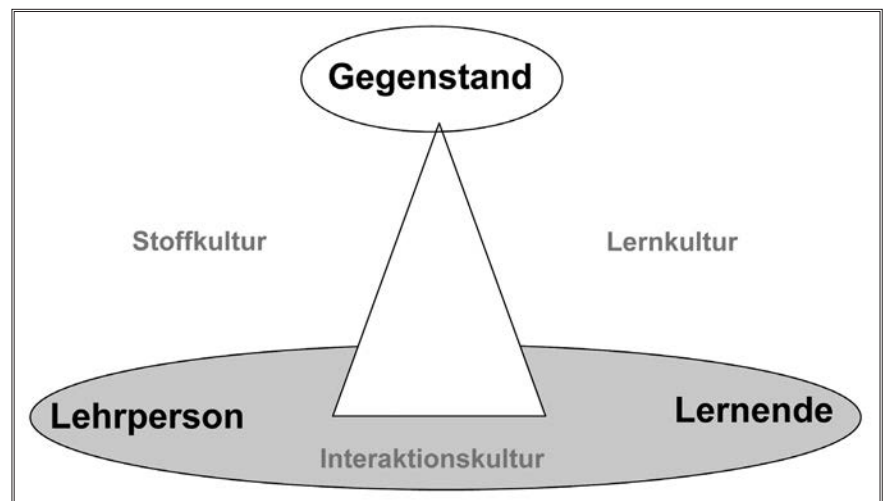 Gegenstand
Stoffkultur
Lernkultur
Lehrperson
Lernende
Interaktionskultur